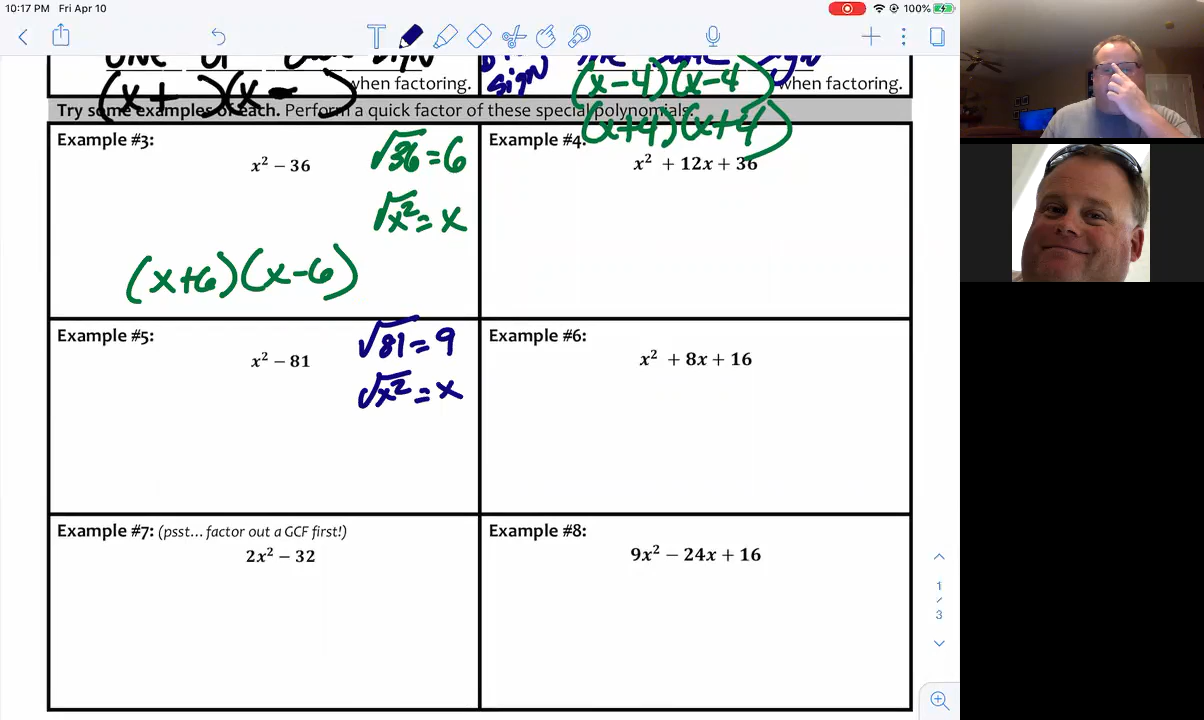 10:17 PM Fri Apr 10
100%
T
ONE OF sign
sign
(x+ )(x- ) when factoring.
(x-4)(x-4) when factoring.
(x+4)(x+4)
Try some examples of each. Perform a quick factor of these special polynomials.
Example #3:
x² − 36
√36 = 6
√x² = x
(x+6)(x-6)
Example #4:
x² + 12x + 36
Example #5:
x² − 81
√81 = 9
√x² = x
Example #6:
x² + 8x + 16
Example #7: (psst... factor out a GCF first!)
2x² − 32
Example #8:
9x² − 24x + 16
1
/
3